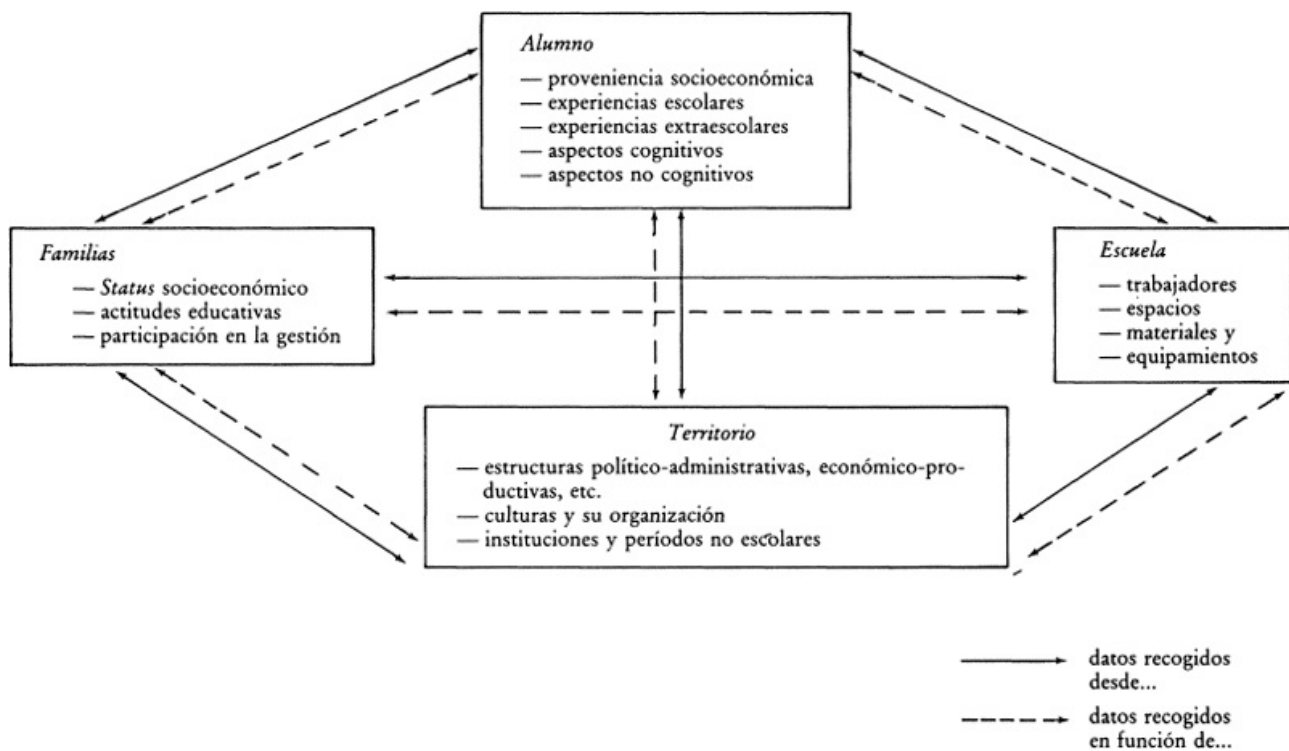 Alumno
— proveniencia socioeconómica
— experiencias escolares
— experiencias extraescolares
— aspectos cognitivos
— aspectos no cognitivos
Familias
— Status socioeconómico
— actitudes educativas
— participación en la gestión
Escuela
— trabajadores
— espacios
— materiales y
— equipamientos
Territorio
— estructuras político-administrativas, económico-pro-
ductivas, etc.
— culturas y su organización
— instituciones y períodos no escolares
datos recogidos
desde...
datos recogidos
en función de...